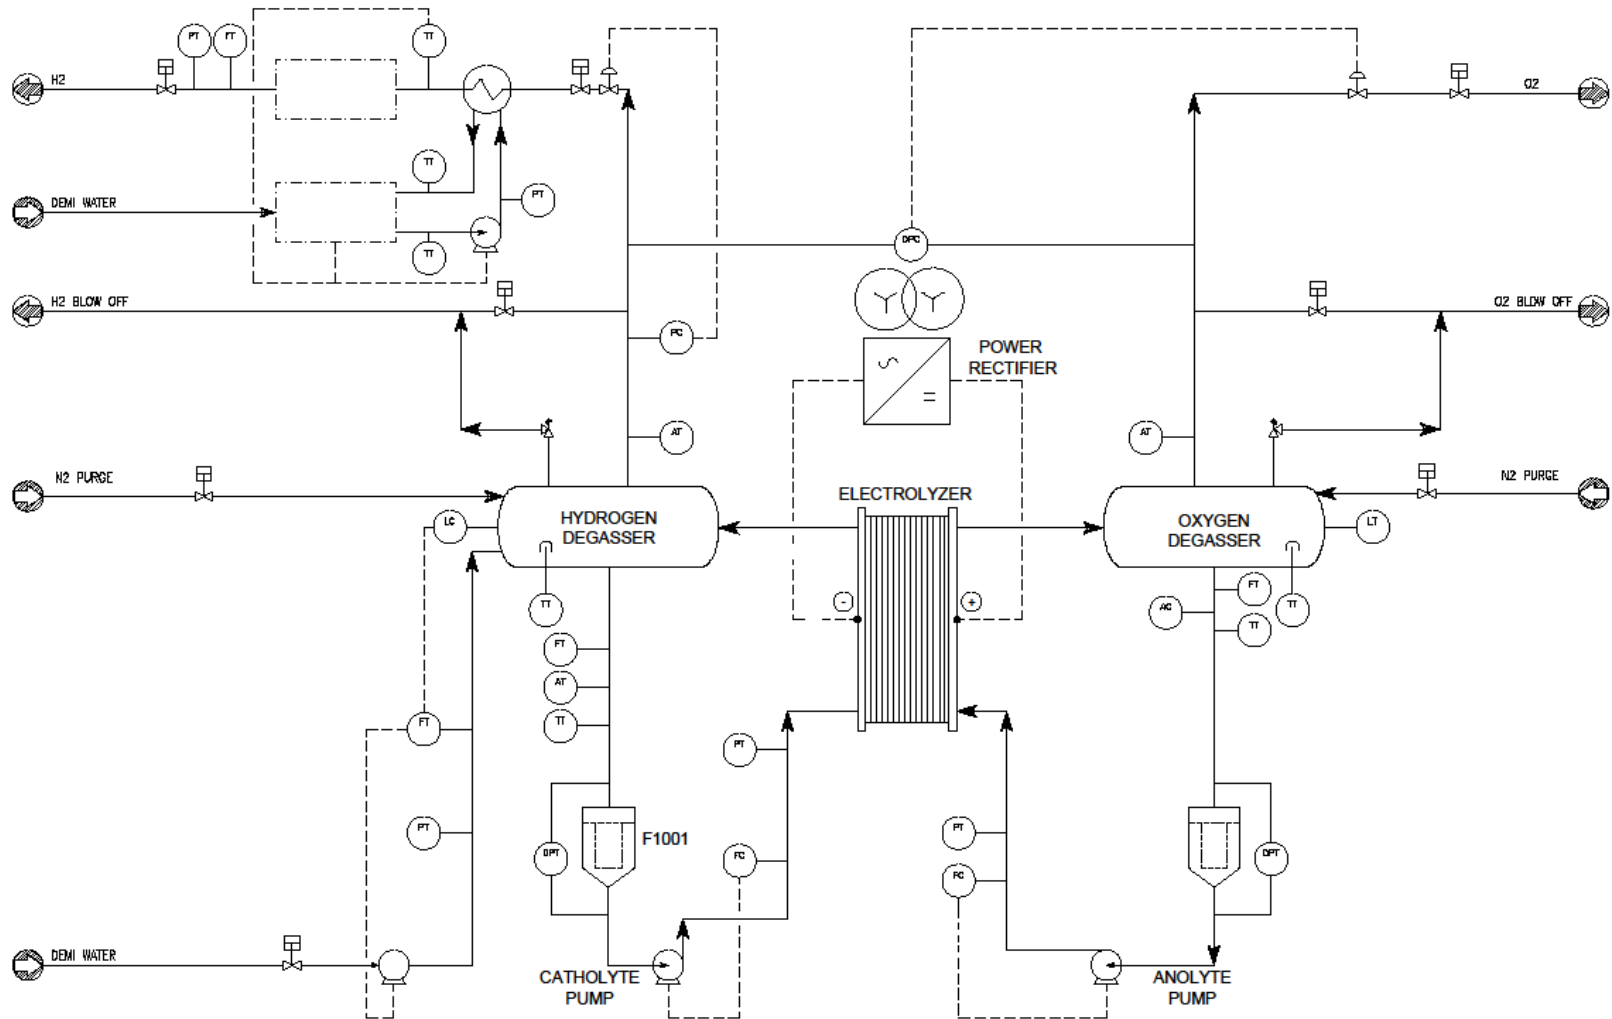 PT
FT
TT
H2
O2
TT
DEMI WATER
PT
DPC
TT
H2 BLOW OFF
O2 BLOW OFF
PC
POWER
RECTIFIER
AT
AT
N2 PURGE
N2 PURGE
ELECTROLYZER
HYDROGEN
DEGASSER
OXYGEN
DEGASSER
LC
LT
FT
TT
- 
+
AC
TT
TT
FT
AT
TT
FT
PT
PT
PT
F1001
DPT
FC
FC
DPT
DEMI WATER
CATHOLYTE
PUMP
ANOLYTE
PUMP